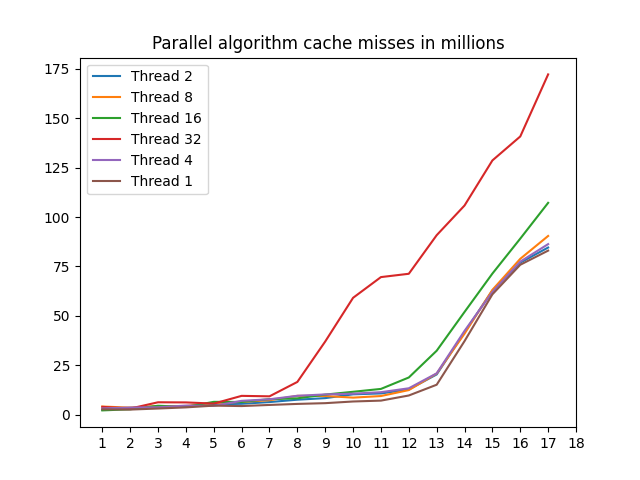 Parallel algorithm cache misses in millions
175
150
125
100
75
50
25
0
Thread 2
Thread 8
Thread 16
Thread 32
Thread 4
Thread 1
1 2 3 4 5 6 7 8 9 10 11 12 13 14 15 16 17 18